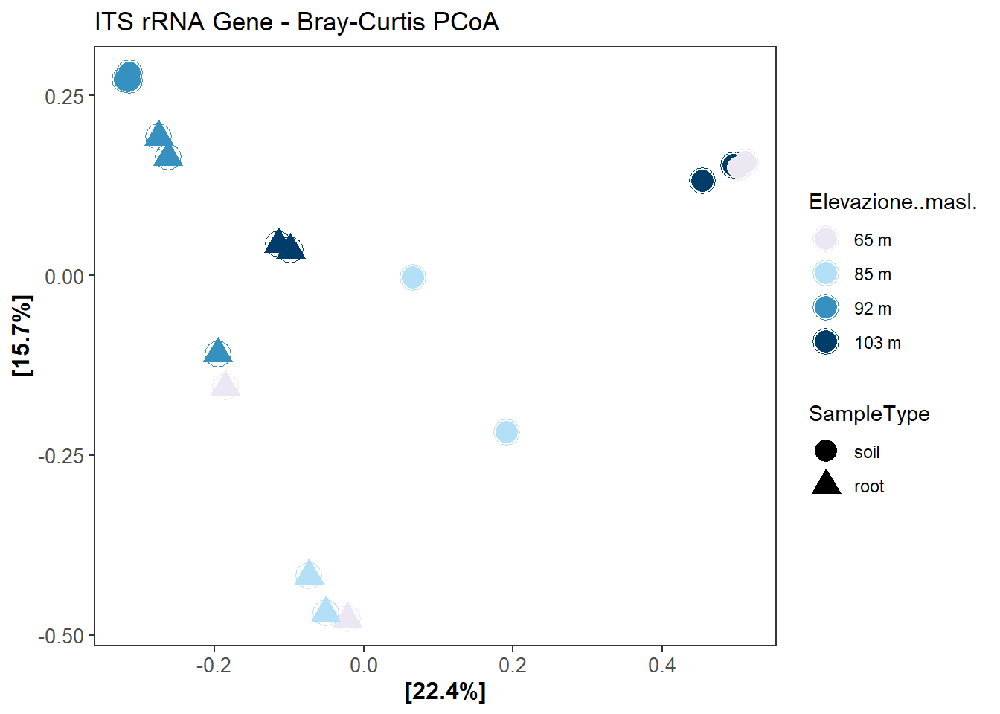 ITS rRNA Gene - Bray-Curtis PCoA
0.25
0.00
-0.25
-0.50
[15.7%]
-0.2
0.0
0.2
0.4
[22.4%]
Elevazione..masl.
65 m
85 m
92 m
103 m
SampleType
soil
root